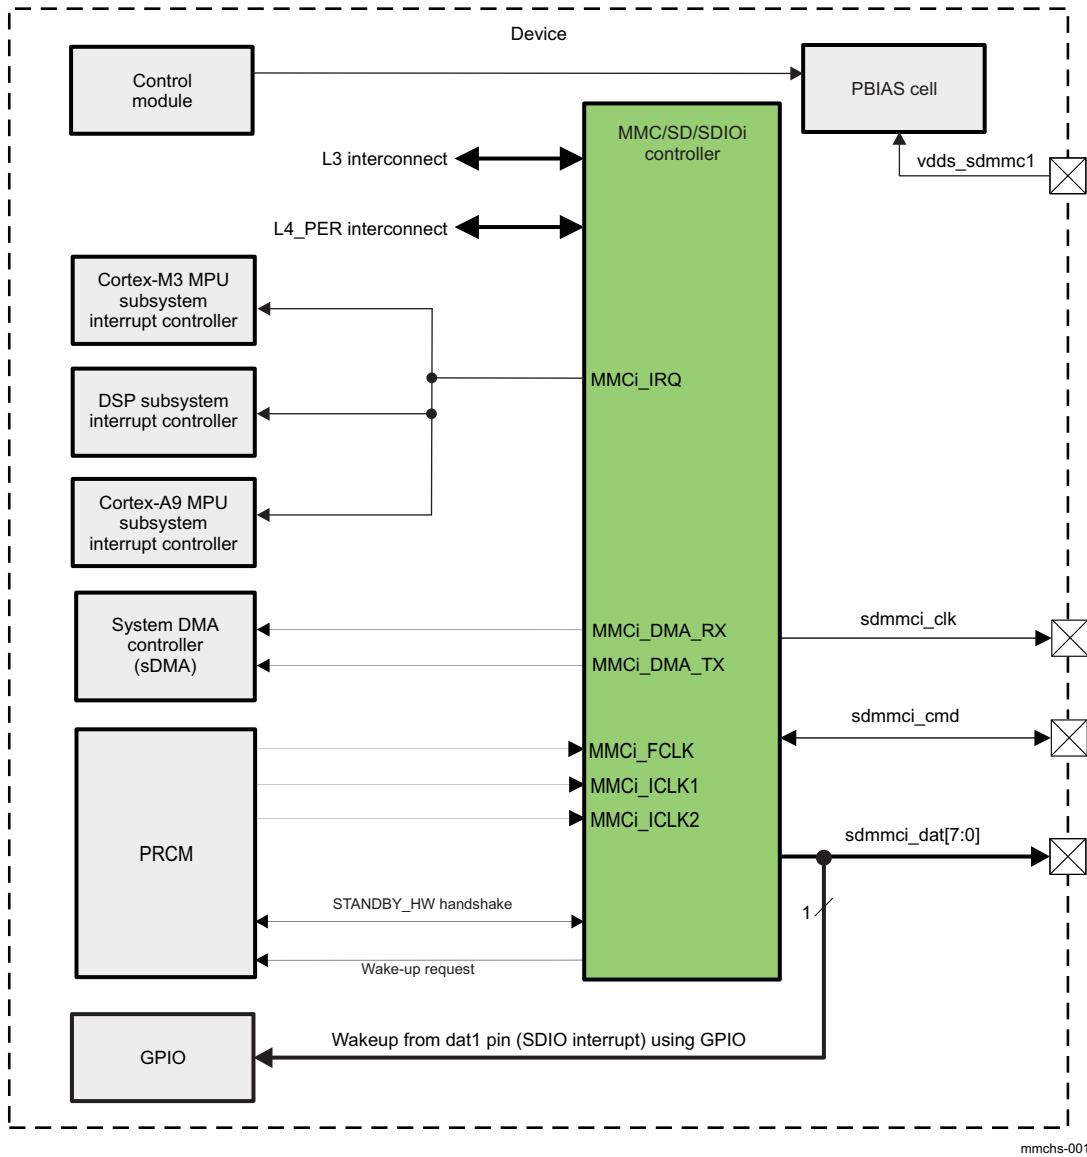 Device
Control
module
PBIAS cell
MMC/SD/SDIOi
controller
L3 interconnect
vdds_sdmmc1
L4_PER interconnect
Cortex-M3 MPU
subsystem
interrupt controller
MMCi_IRQ
DSP subsystem
interrupt controller
Cortex-A9 MPU
subsystem
interrupt controller
System DMA
controller
(sDMA)
MMCi_DMA_RX
MMCi_DMA_TX
sdmmci_clk
sdmmci_cmd
PRCM
MMCi_FCLK
MMCi_ICLK1
MMCi_ICLK2
sdmmci_dat[7:0]
1
STANDBY_HW handshake
Wake-up request
GPIO
Wakeup from dat1 pin (SDIO interrupt) using GPIO
mmchs-001